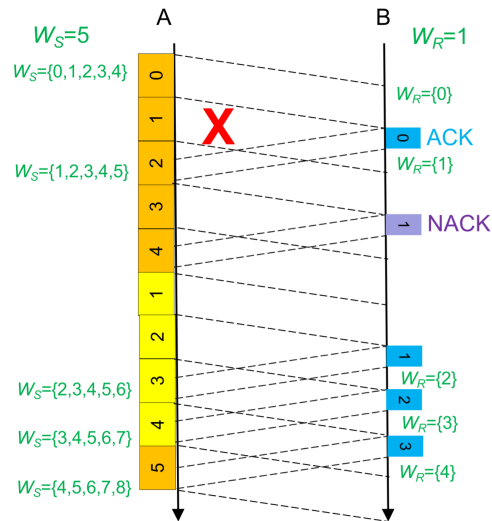 A
B
W_S=5
W_R=1
W_S={0,1,2,3,4}
0
W_R={0}
1
X
0 ACK
2
W_R={1}
W_S={1,2,3,4,5}
3
1 NACK
4
1
2
1
3
W_R={2}
W_S={2,3,4,5,6}
2
4
W_R={3}
W_S={3,4,5,6,7}
3
5
W_R={4}
W_S={4,5,6,7,8}